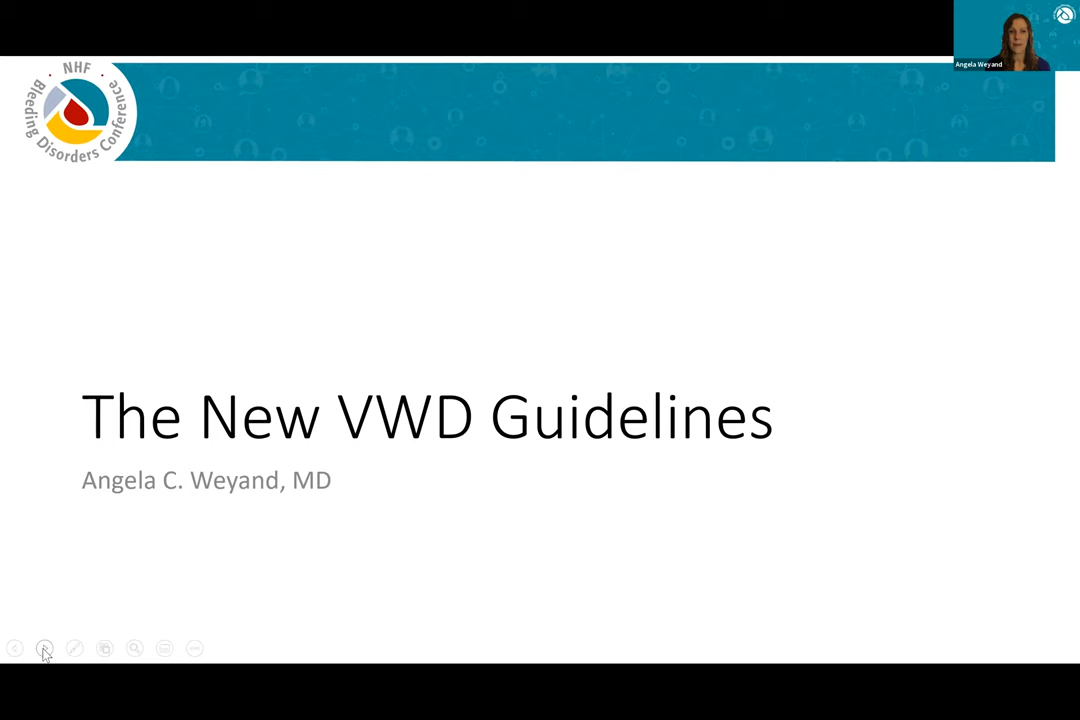 Angela Weyand
NHF
Bleeding Disorders Conference
The New VWD Guidelines
Angela C. Weyand, MD